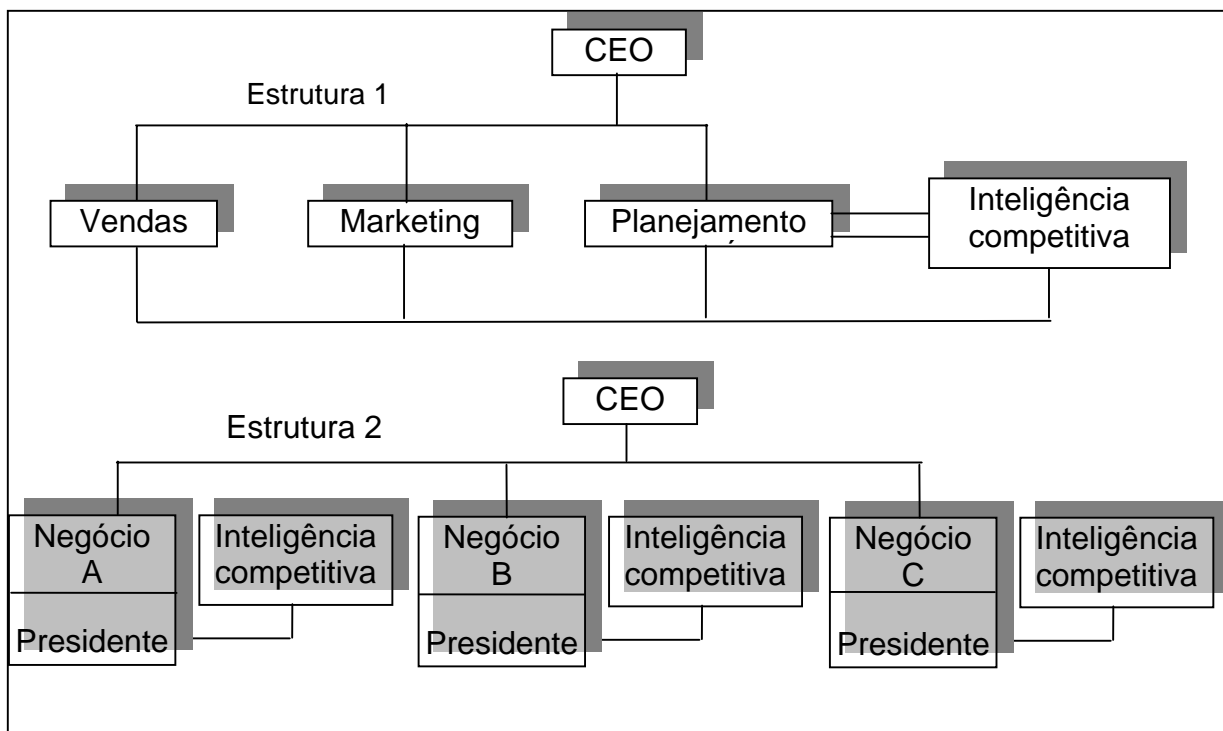 CEO
Estrutura 1
Vendas
Marketing
Planejamento
Inteligência
competitiva
CEO
Estrutura 2
Negócio
A
Presidente
Inteligência
competitiva
Negócio
B
Presidente
Inteligência
competitiva
Negócio
C
Presidente
Inteligência
competitiva